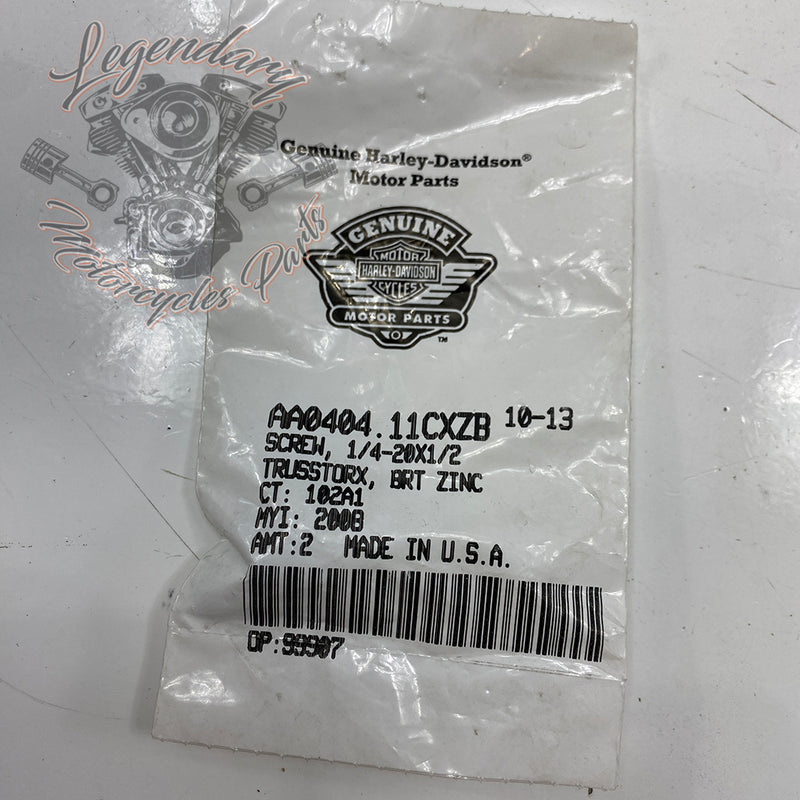 Legendary
Motorcycles Parts
Genuine Harley-Davidson®
Motor Parts
GENUINE
MOTOR
HARLEY-DAVIDSON
CYCLES
MOTOR PARTS
TM
AA0404.11CXZB 10-13
SCREW, 1/4-20X1/2
TRUSSTORX, BRT ZINC
CT: 102A1
MYI: 2008
AMT:2 MADE IN U.S.A.
OP:99907